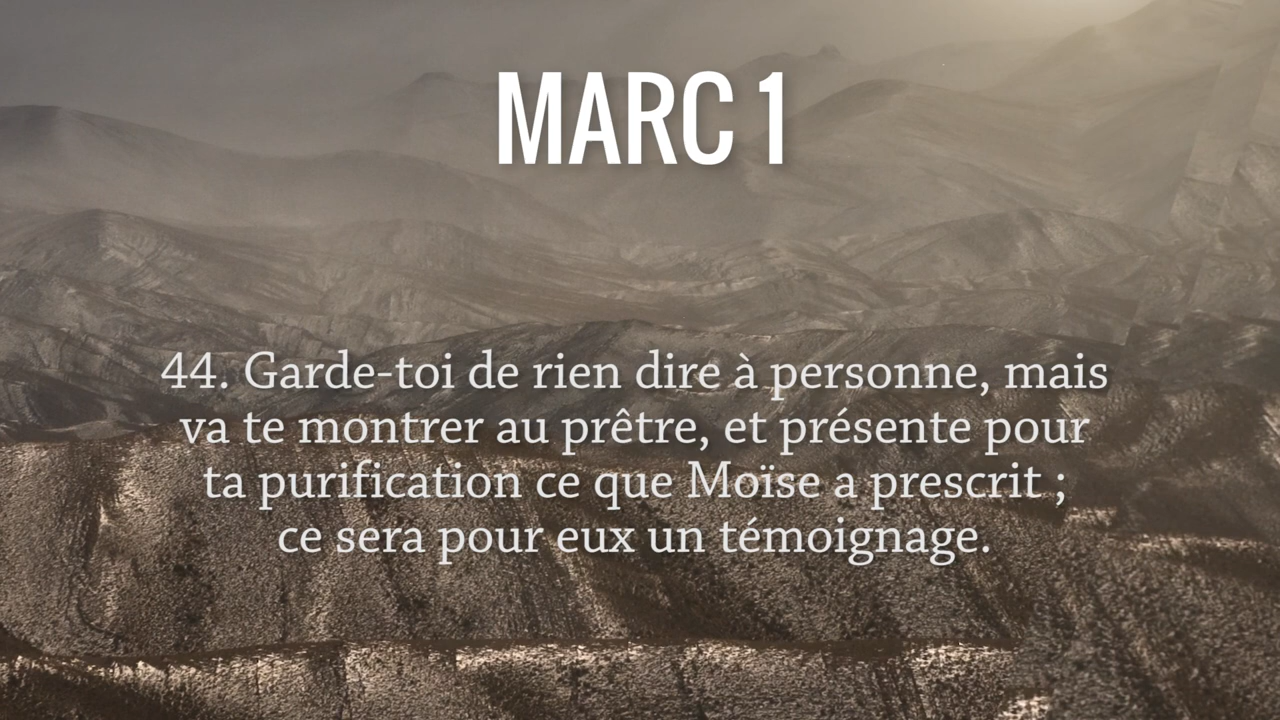 MARC 1
44. Garde-toi de rien dire à personne, mais
va te montrer au prêtre, et présente pour
ta purification ce que Moïse a prescrit ;
ce sera pour eux un témoignage.